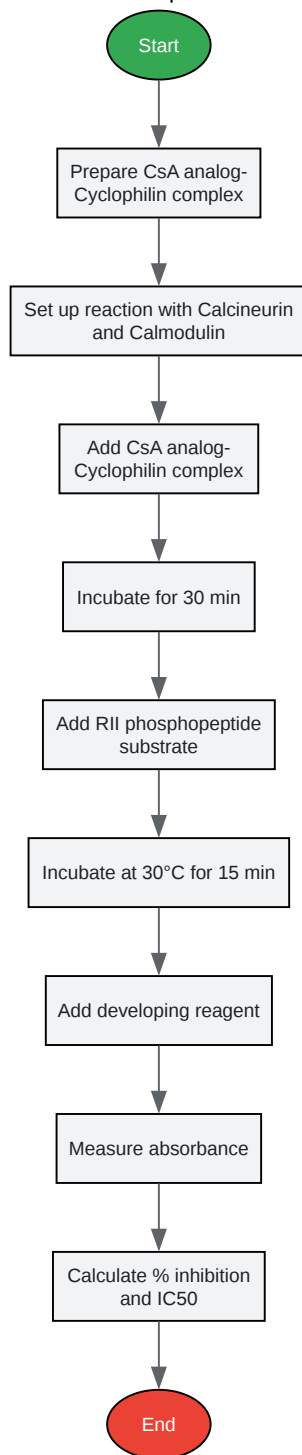 Start
Prepare CsA analog-
Cyclophilin complex
Set up reaction with Calcineurin
and Calmodulin
Add CsA analog-
Cyclophilin complex
Incubate for 30 min
Add RII phosphopeptide
substrate
Incubate at 30°C for 15 min
Add developing reagent
Measure absorbance
Calculate % inhibition
and IC50
End